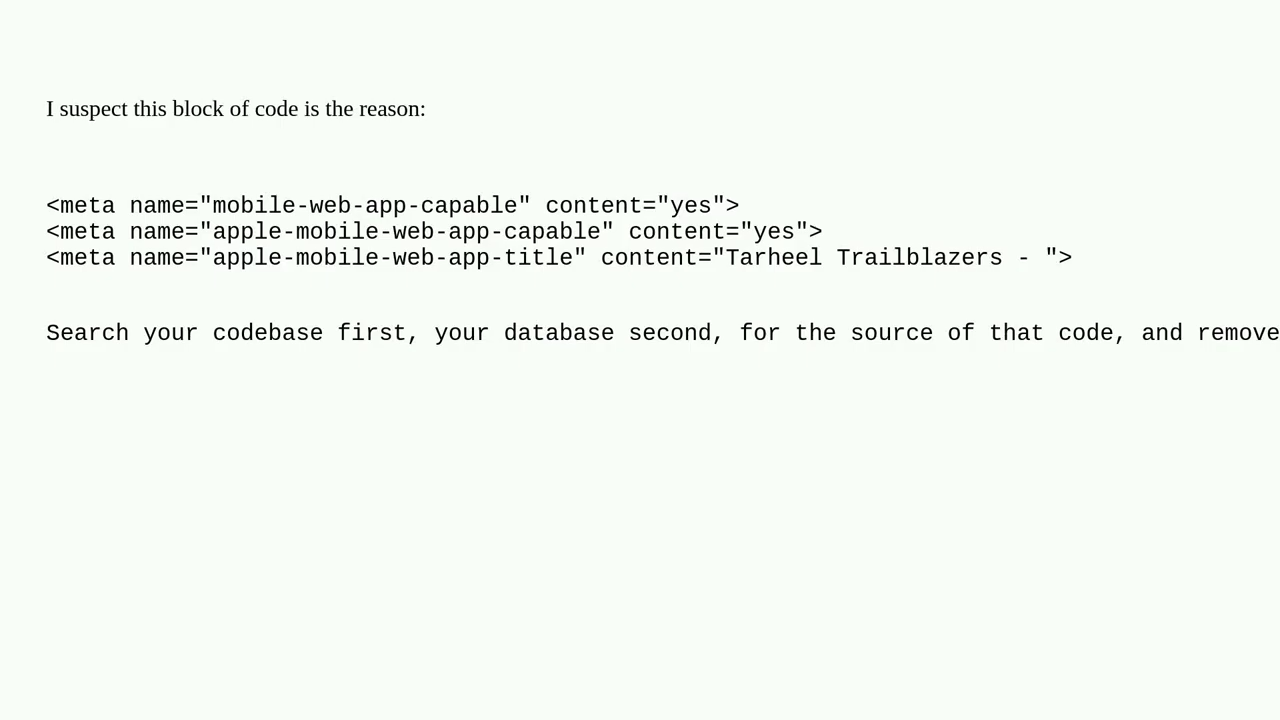 I suspect this block of code is the reason:
<meta name="mobile-web-app-capable" content="yes">
<meta name="apple-mobile-web-app-capable" content="yes">
<meta name="apple-mobile-web-app-title" content="Tarheel Trailblazers - ">
Search your codebase first, your database second, for the source of that code, and remove